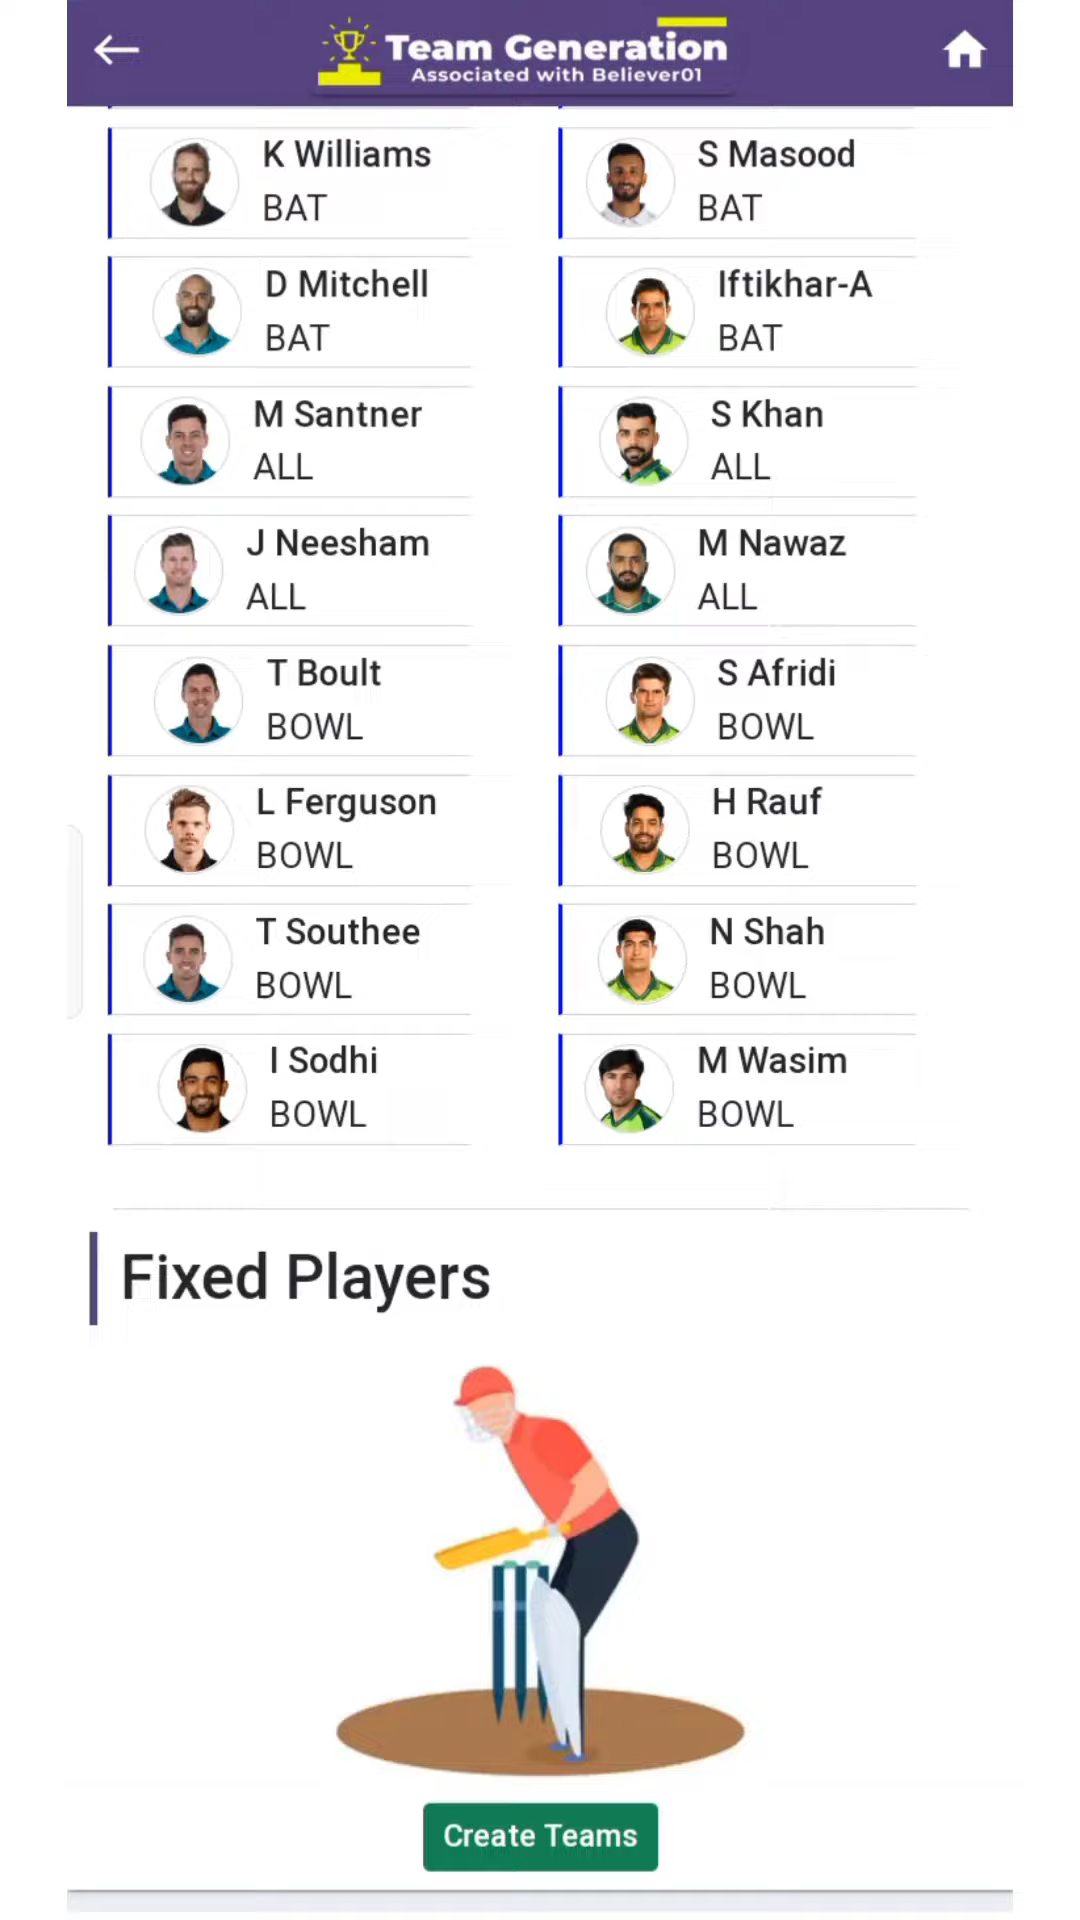 Team Generation
Associated with Believer01
K Williams
BAT
S Masood
BAT
D Mitchell
BAT
Iftikhar-A
BAT
M Santner
ALL
S Khan
ALL
J Neesham
ALL
M Nawaz
ALL
T Boult
BOWL
S Afridi
BOWL
L Ferguson
BOWL
H Rauf
BOWL
T Southee
BOWL
N Shah
BOWL
I Sodhi
BOWL
M Wasim
BOWL
Fixed Players
Create Teams